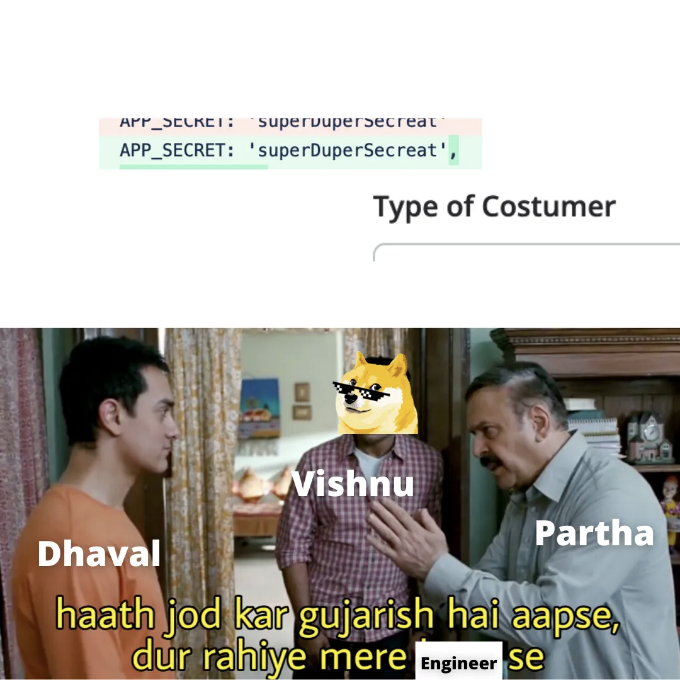 APP_SECRET: 'superDuperSecreat'
APP_SECRET: 'superDuperSecreat',
Type of Costumer
Vishnu
Partha
Dhaval
haath jod kar gujarish hai aapse,
dur rahiye mere Engineer se